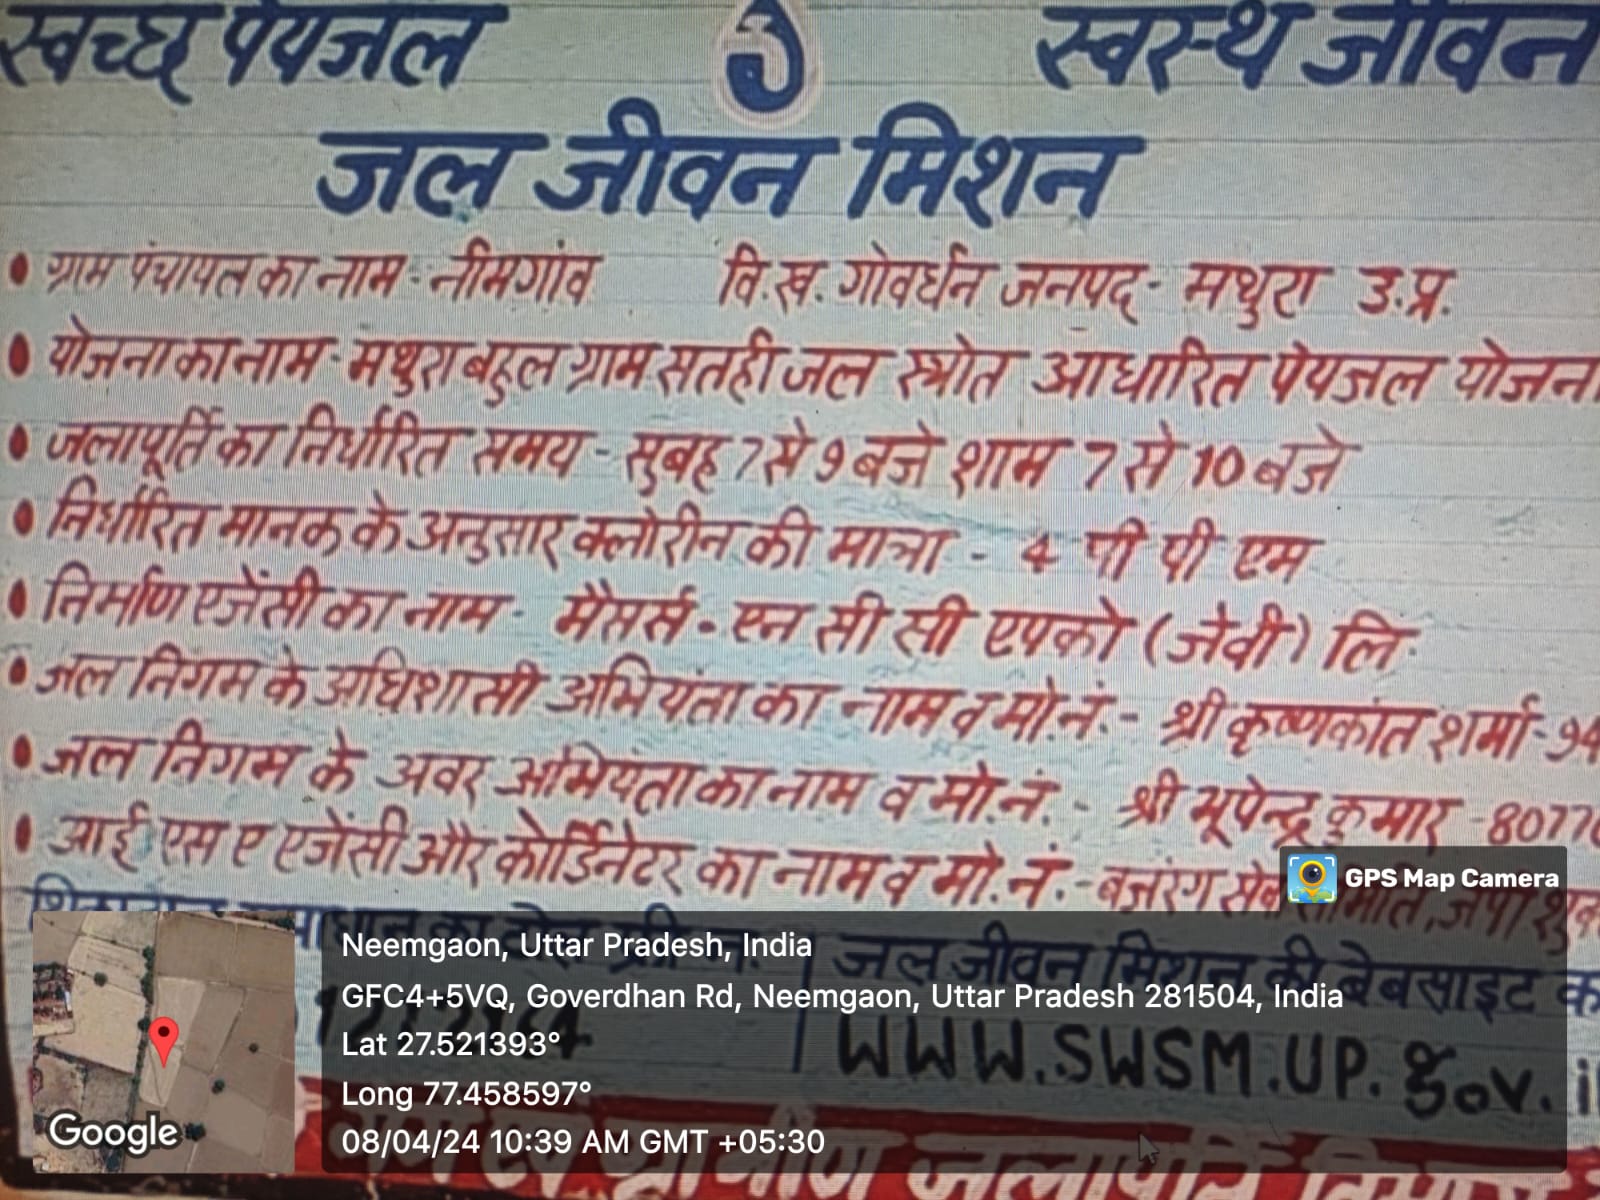 स्वच्छ पेयजल स्वस्थ जीवन
जल जीवन मिशन
• ग्राम पंचायत का नाम - नीमगांव वि.ख. गोवर्धन जनपद - मथुरा उ.प्र.
• योजना का नाम - मथुरा बहुल ग्राम सतही जल स्त्रोत आधारित पेयजल योजना
• जलापूर्ति का निर्धारित समय - सुबह 7 से 9 बजे शाम 7 से 10 बजे
• निर्धारित मानक के अनुसार क्लोरीन की मात्रा - 4 पी पी एम
• निर्माण एजेंसी का नाम - मैसर्स. एन सी सी एपको (जेवी) लि.
• जल निगम के अधिशासी अभियंता का नाम व मो.नं. - श्री कृष्णकांत शर्मा - 94
• जल निगम के अवर अभियंता का नाम व मो.नं. - श्री भूपेन्द्र कुमार - 8077
• आई एस ए एजेंसी और कोर्डिनेटर का नाम व मो.नं. - बजरंग
GPS Map Camera
जल जीवन मिशन की बेबसाइट
www.SWSM.UP.gov.i
Neemgaon, Uttar Pradesh, India
GFC4+5VQ, Goverdhan Rd, Neemgaon, Uttar Pradesh 281504, India
Lat 27.521393°
Long 77.458597°
08/04/24 10:39 AM GMT +05:30
Google
ग्रामीण जलापूर्ति